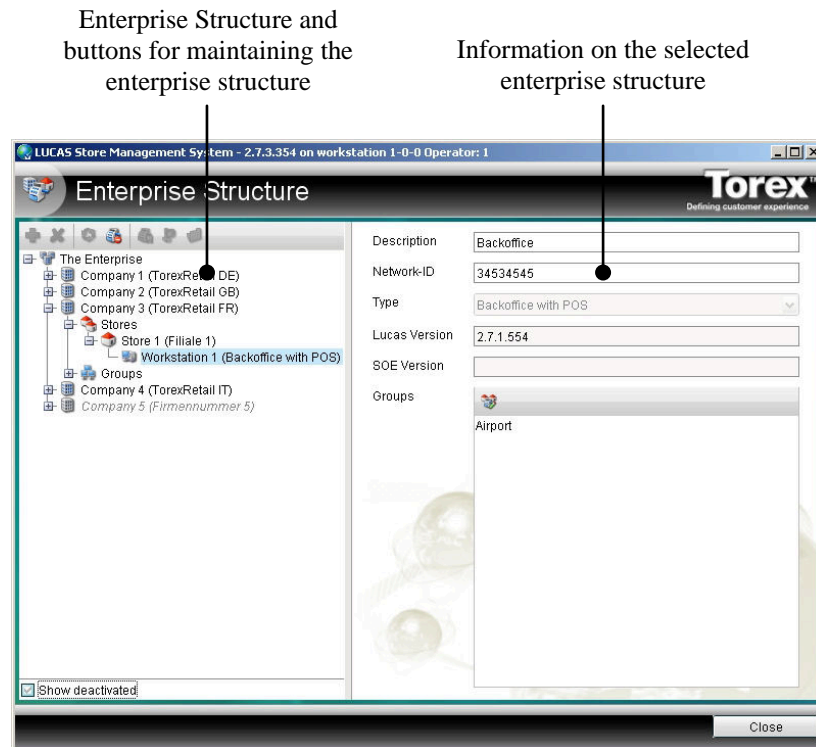 Enterprise Structure and
buttons for maintaining the
enterprise structure
Information on the selected
enterprise structure
LUCAS Store Management System - 2.7.3.354 on workstation 1-0-0 Operator: 1
Enterprise Structure
Torex™
Defining customer experience
The Enterprise
Company 1 (TorexRetail DE)
Company 2 (TorexRetail GB)
Company 3 (TorexRetail FR)
Stores
Store 1 (Filiale 1)
Workstation 1 (Backoffice with POS)
Groups
Company 4 (TorexRetail IT)
Company 5 (Firmennummer 5)
Show deactivated
Description Backoffice
Network-ID 34534545
Type Backoffice with POS
Lucas Version 2.7.1.554
SOE Version
Groups
Airport
Close